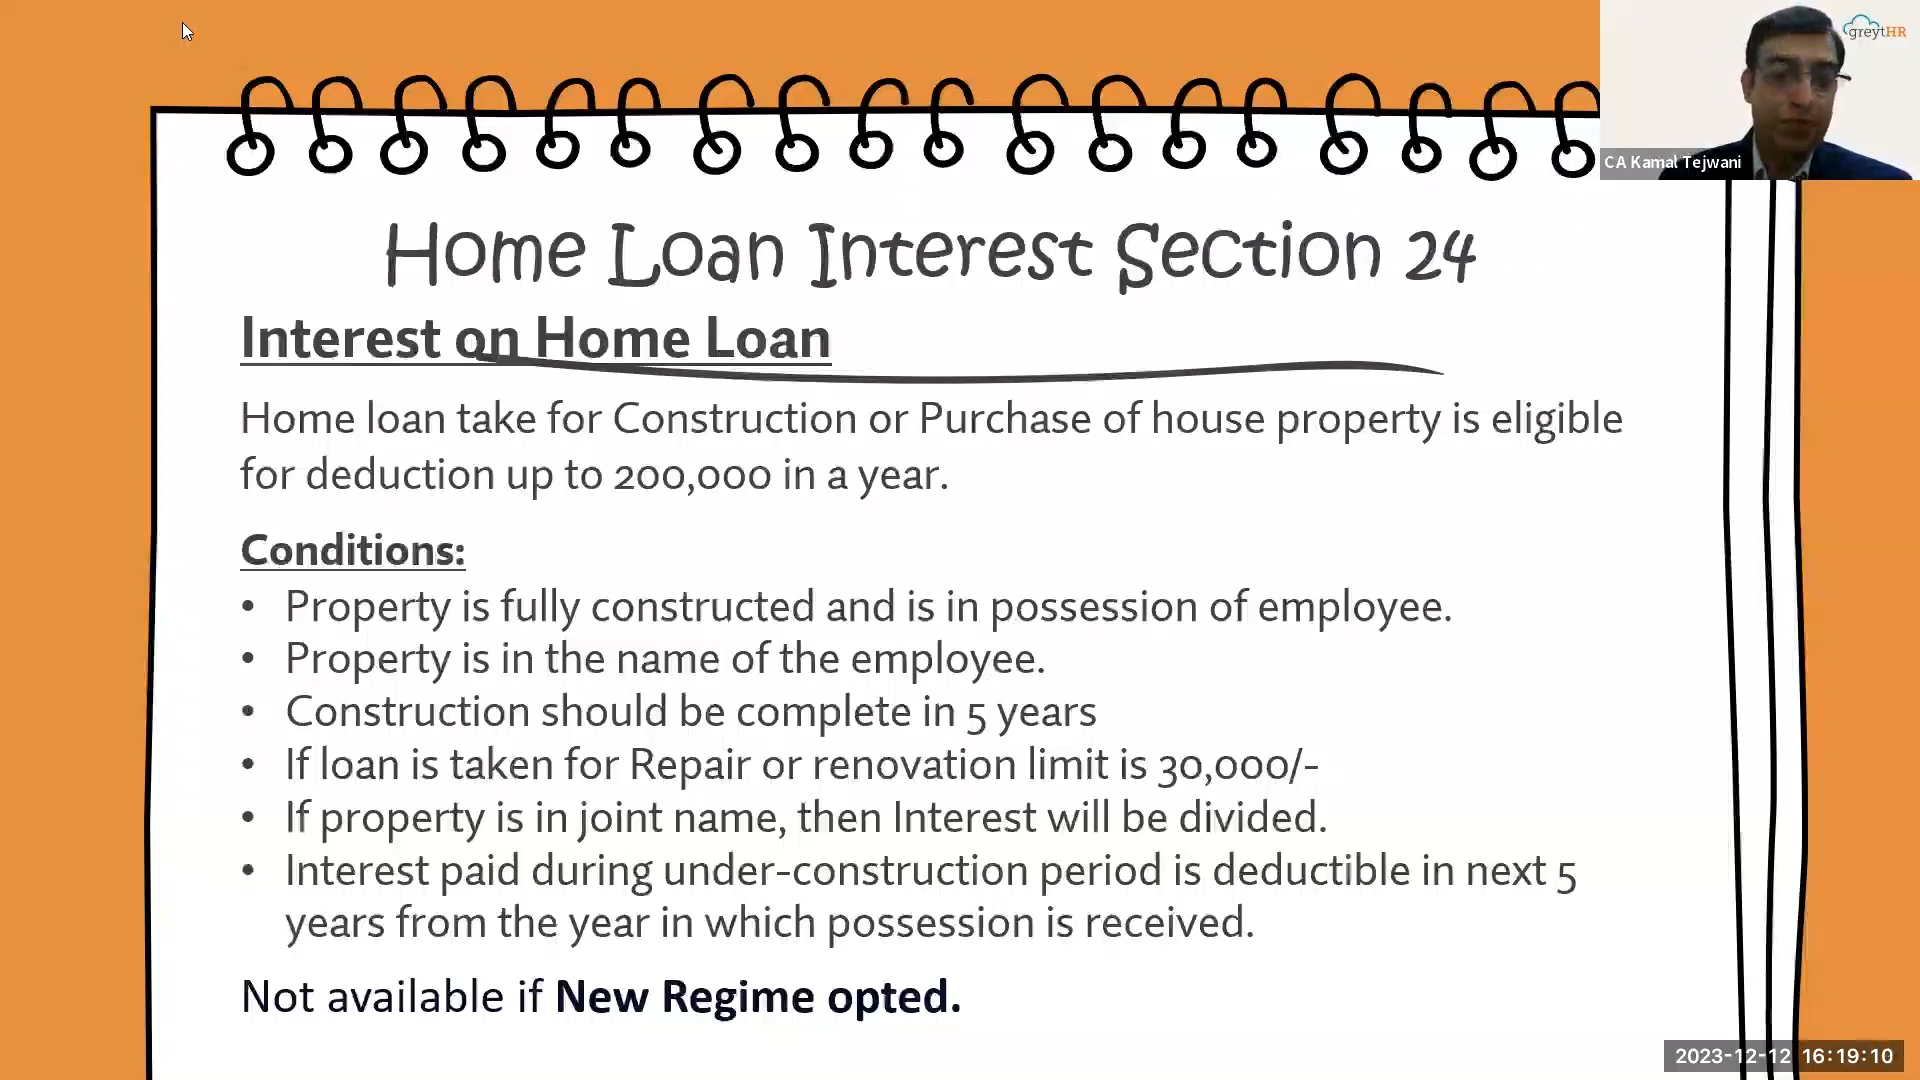 greytHR
CA Kamal Tejwani
Home Loan Interest Section 24
Interest on Home Loan
Home loan take for Construction or Purchase of house property is eligible
for deduction up to 200,000 in a year.
Conditions:
• Property is fully constructed and is in possession of employee.
• Property is in the name of the employee.
• Construction should be complete in 5 years
• If loan is taken for Repair or renovation limit is 30,000/-
• If property is in joint name, then Interest will be divided.
• Interest paid during under-construction period is deductible in next 5
years from the year in which possession is received.
Not available if New Regime opted.
2023-12-12 16:19:10